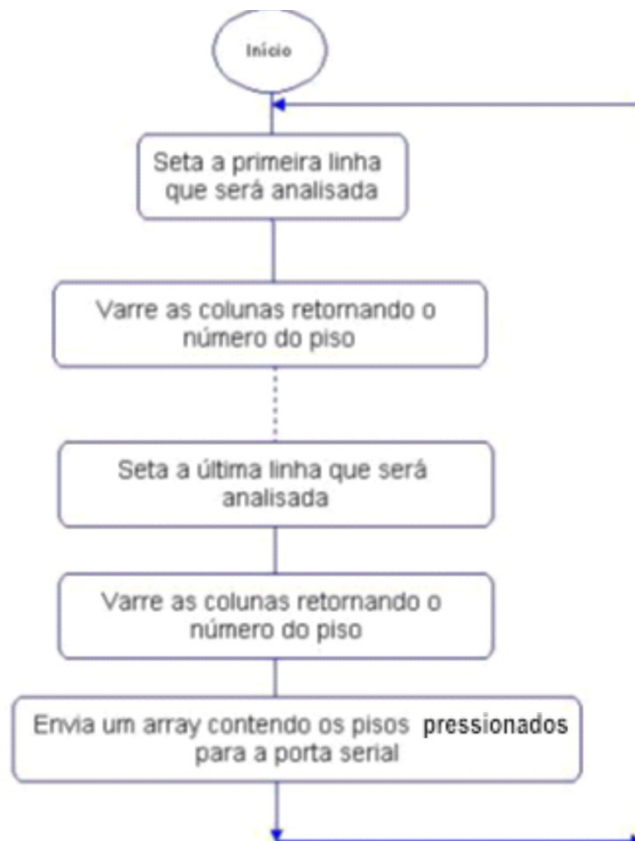 Início
Seta a primeira linha
que será analisada
Varre as colunas retornando o
número do piso
Seta a última linha que será
analisada
Varre as colunas retornando o
número do piso
Envia um array contendo os pisos pressionados
para a porta serial